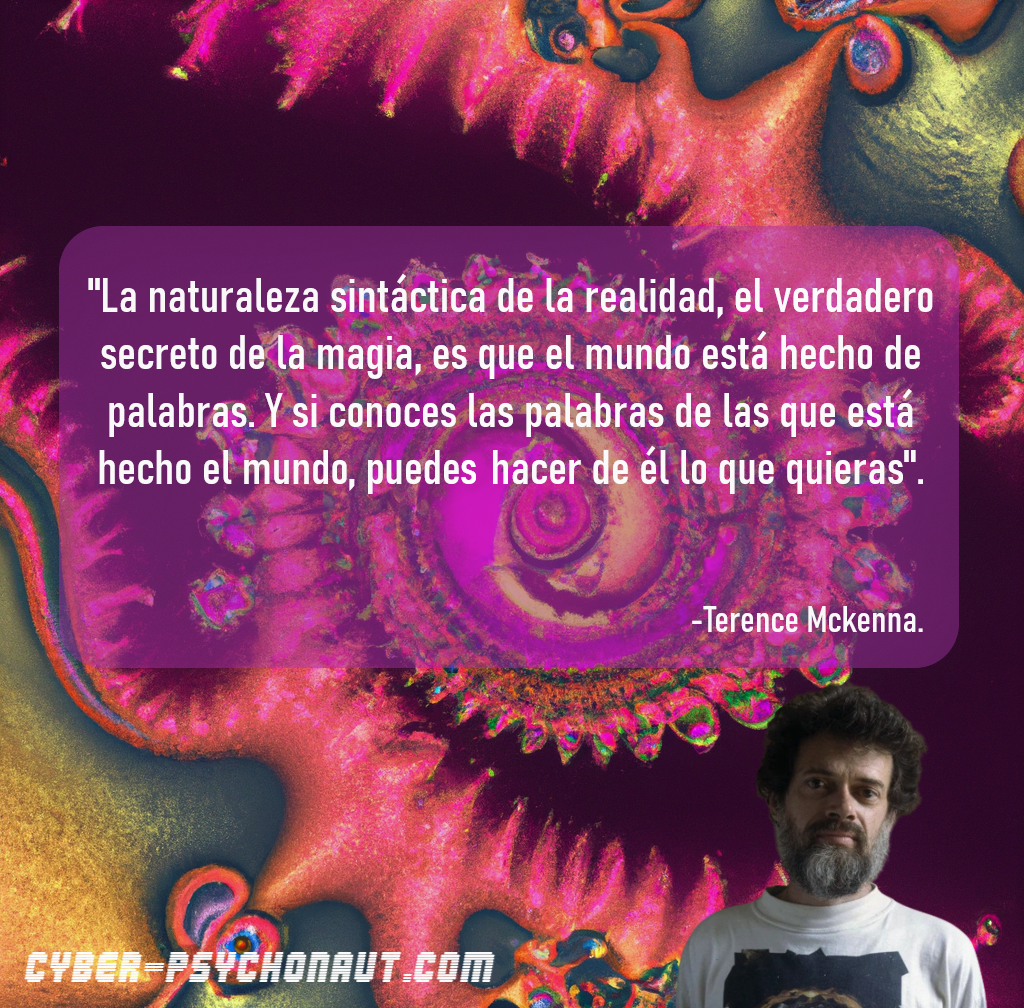 "La naturaleza sintáctica de la realidad, el verdadero
secreto de la magia, es que el mundo está hecho de
palabras. Y si conoces las palabras de las que está
hecho el mundo, puedes hacer de él lo que quieras".
-Terence Mckenna.
CYBER-PSYCHONAUT.COM